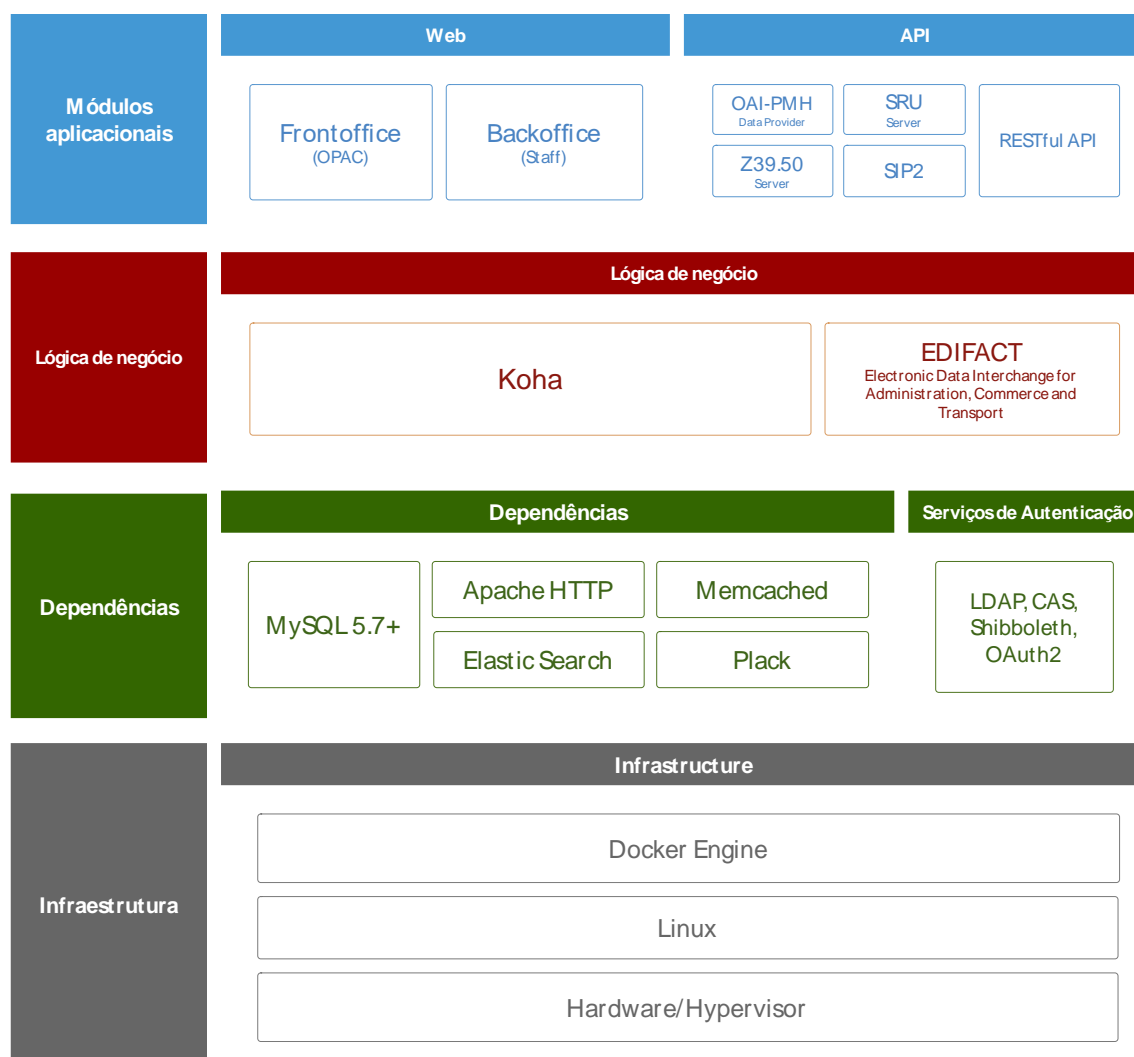 Módulos
aplicacionais
Web
API
Frontoffice
(OPAC)
Backoffice
(Staff)
OAI-PMH
Data Provider
SRU
Server
Z39.50
Server
SIP2
RESTful API
Lógica de negócio
Lógica de negócio
Koha
EDIFACT
Electronic Data Interchange for
Administration, Commerce and
Transport
Dependências
Dependências
Serviços de Autenticação
MySQL 5.7+
Apache HTTP
Memcached
Elastic Search
Plack
LDAP, CAS,
Shibboleth,
OAuth2
Infraestrutura
Infrastructure
Docker Engine
Linux
Hardware/Hypervisor